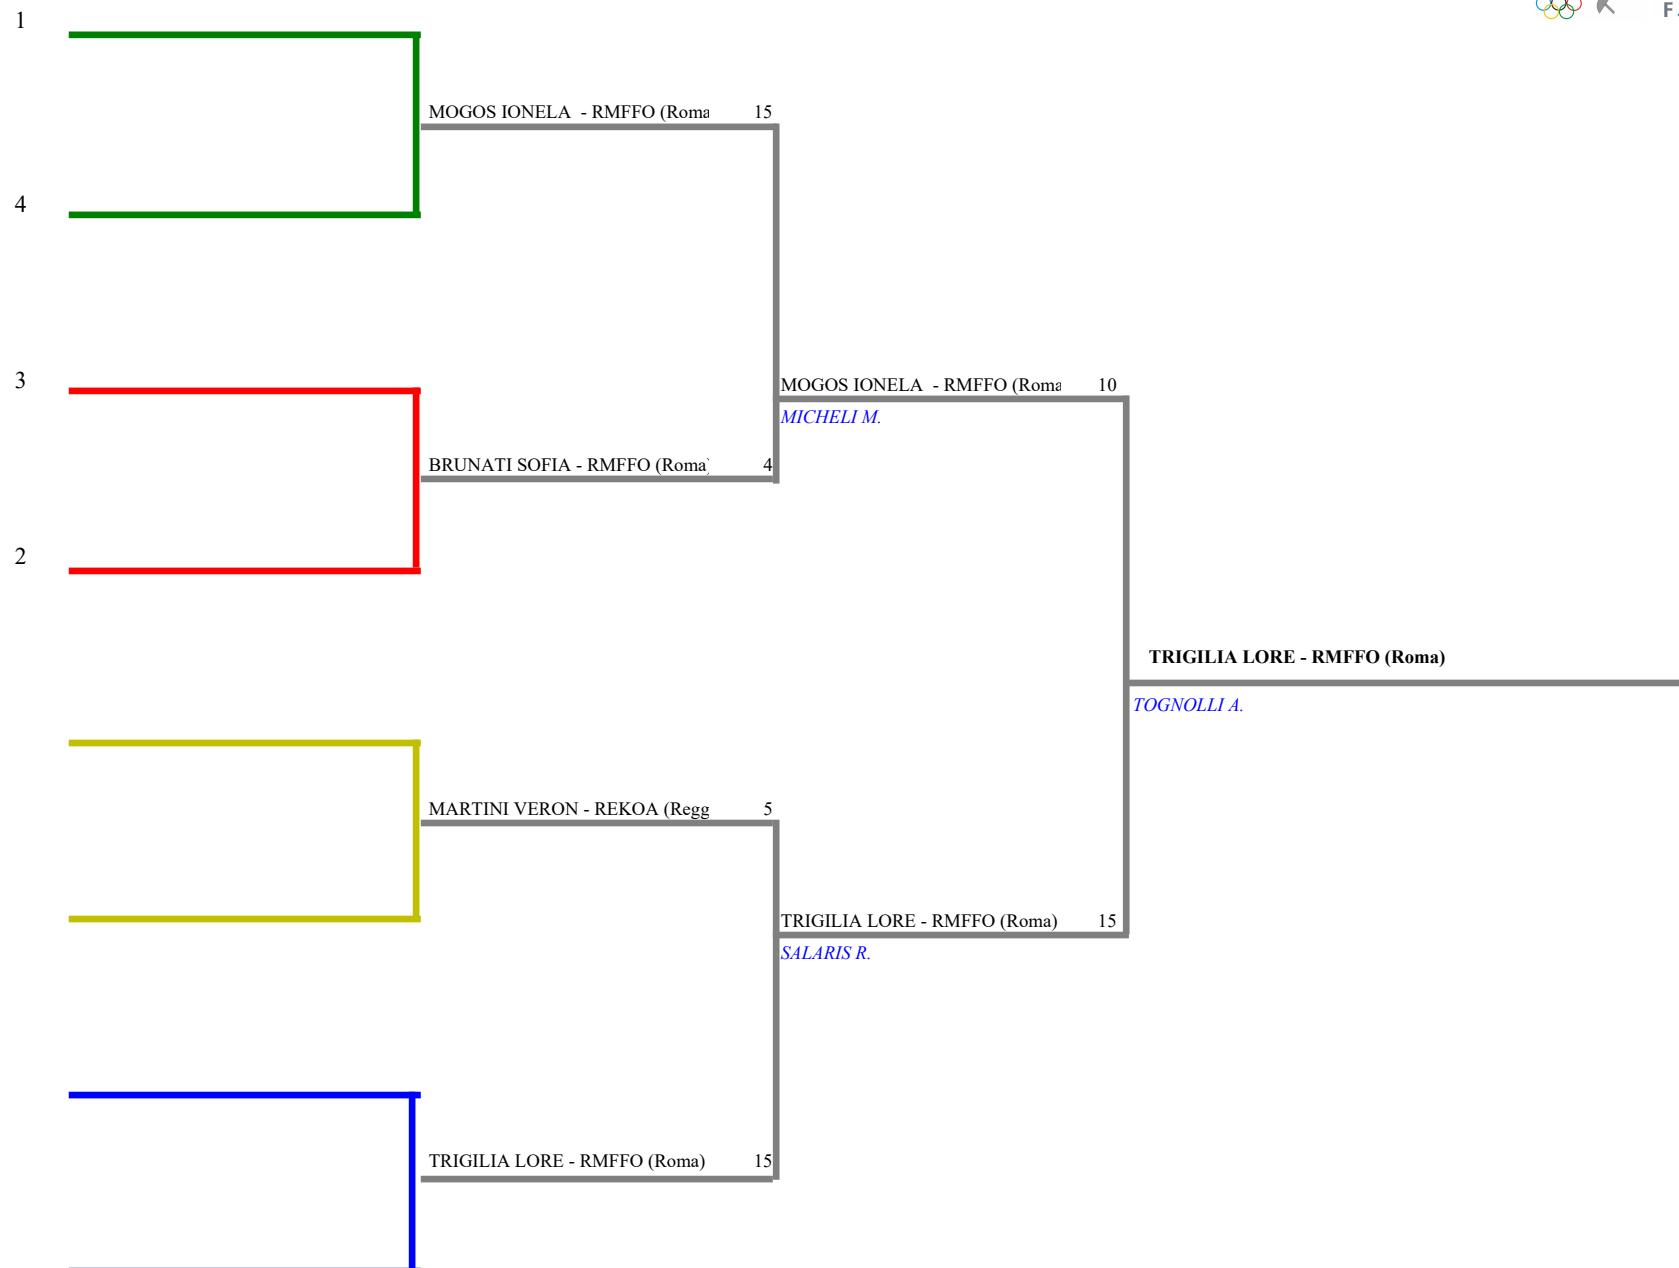 1
MOGOS IONELA  - RMFFO (Roma 15
4
3
MOGOS IONELA  - RMFFO (Roma 10
MICHELI M.
BRUNATI SOFIA - RMFFO (Roma) 4
2
TRIGILIA LORE - RMFFO (Roma)
TOGNOLLI A.
MARTINI VERON - REKOA (Regg 5
TRIGILIA LORE - RMFFO (Roma) 15
SALARIS R.
TRIGILIA LORE - RMFFO (Roma) 15